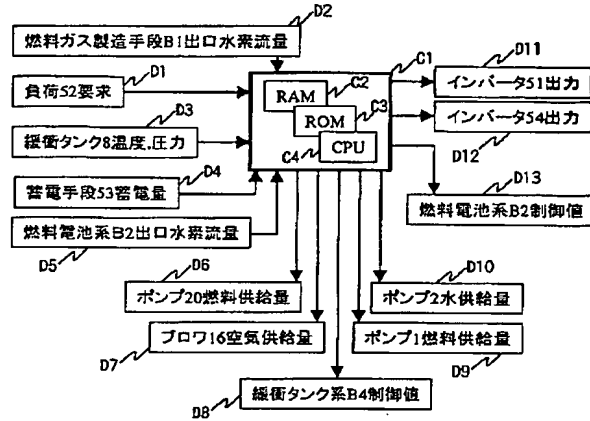 D2
燃料ガス製造手段B1出口水素流量
D1
負荷52要求
D3
緩衝タンク8温度,圧力
D4
蓄電手段53蓄電量
燃料電池系B2出口水素流量
D5
C1
C2
RAM
C3
ROM
C4
CPU
D11
インバータ51出力
インバータ54出力
D12
D13
燃料電池系B2制御値
D6
ポンプ20燃料供給量
D10
ポンプ2水供給量
ブロワ16空気供給量
D7
ポンプ1燃料供給量
D9
緩衝タンク系B4制御値
D8